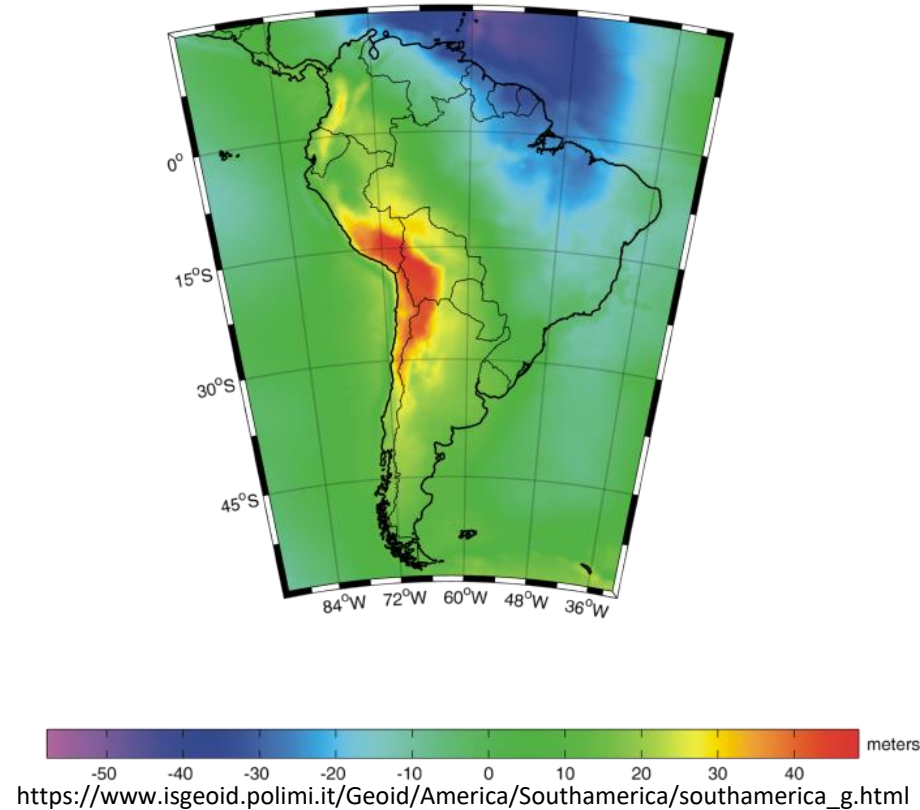 0°
15°S
30°S
45°S
84°W 72°W 60°W 48°W 36°W
meters
-50 -40 -30 -20 -10 0 10 20 30 40
https://www.isgeoid.polimi.it/Geoid/America/Southamerica/southamerica_g.html